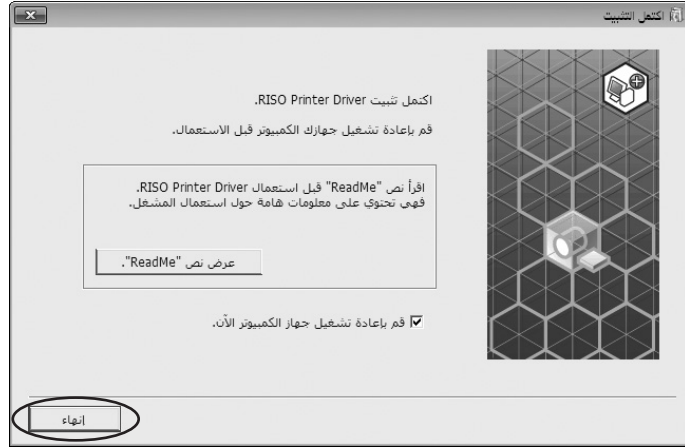 اكتمل التثبيت
اكتمل تثبيت RISO Printer Driver.
قم بإعادة تشغيل جهازك الكمبيوتر قبل الاستعمال.
اقرأ نص "ReadMe" قبل استعمال RISO Printer Driver.
فهي تحتوي على معلومات هامة حول استعمال المشغل.
عرض نص "ReadMe".
قم بإعادة تشغيل جهاز الكمبيوتر الآن.
إنهاء